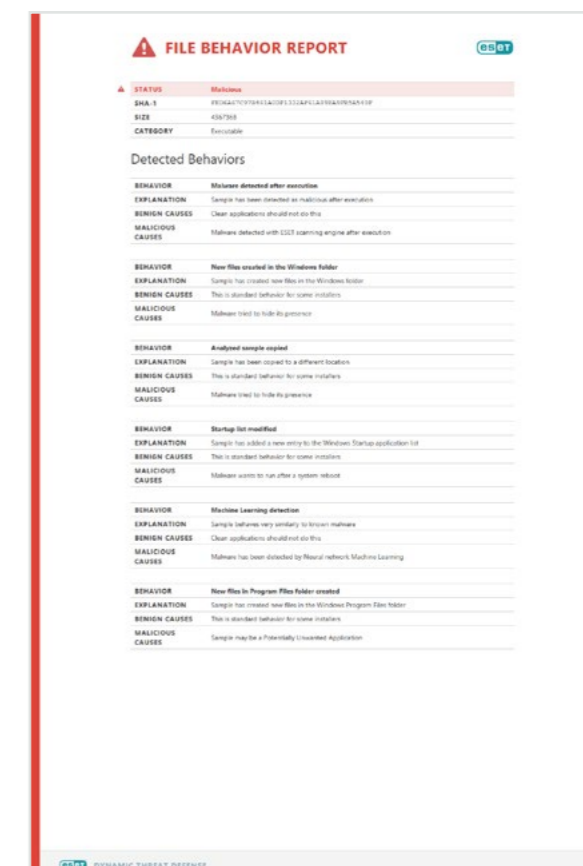 FILE BEHAVIOR REPORT
eset
STATUS Malicious
SHA-1
SIZE
CATEGORY Executable
Detected Behaviors
BEHAVIOR Malware detected after execution
EXPLANATION Sample has been detected as malicious after execution
BENIGN CAUSES Clean applications should not do this
MALICIOUS
CAUSES Malware detected with ESET scanning engine after execution
BEHAVIOR New files created in the Windows folder
EXPLANATION Sample has created new files in the Windows folder
BENIGN CAUSES This is standard behavior for some installers
MALICIOUS
CAUSES Malware tried to hide its presence
BEHAVIOR Analyzed sample copied
EXPLANATION Sample has been copied to a different location
BENIGN CAUSES This is standard behavior for some installers
MALICIOUS
CAUSES Malware tried to hide its presence
BEHAVIOR Startup list modified
EXPLANATION Sample has added a new entry to the Windows Startup application list
BENIGN CAUSES This is standard behavior for some installers
MALICIOUS
CAUSES Malware wants to run after a system reboot
BEHAVIOR Machine Learning detection
EXPLANATION Sample behaves very similarly to known malware
BENIGN CAUSES Clean applications should not do this
MALICIOUS
CAUSES Malware has been detected by Neural network Machine Learning
BEHAVIOR New files in Program Files folder created
EXPLANATION Sample has created new files in the Windows Program Files folder
BENIGN CAUSES This is standard behavior for some installers
MALICIOUS
CAUSES Sample may be a Potentially Unwanted Application
eset DYNAMIC THREAT DEFENSE